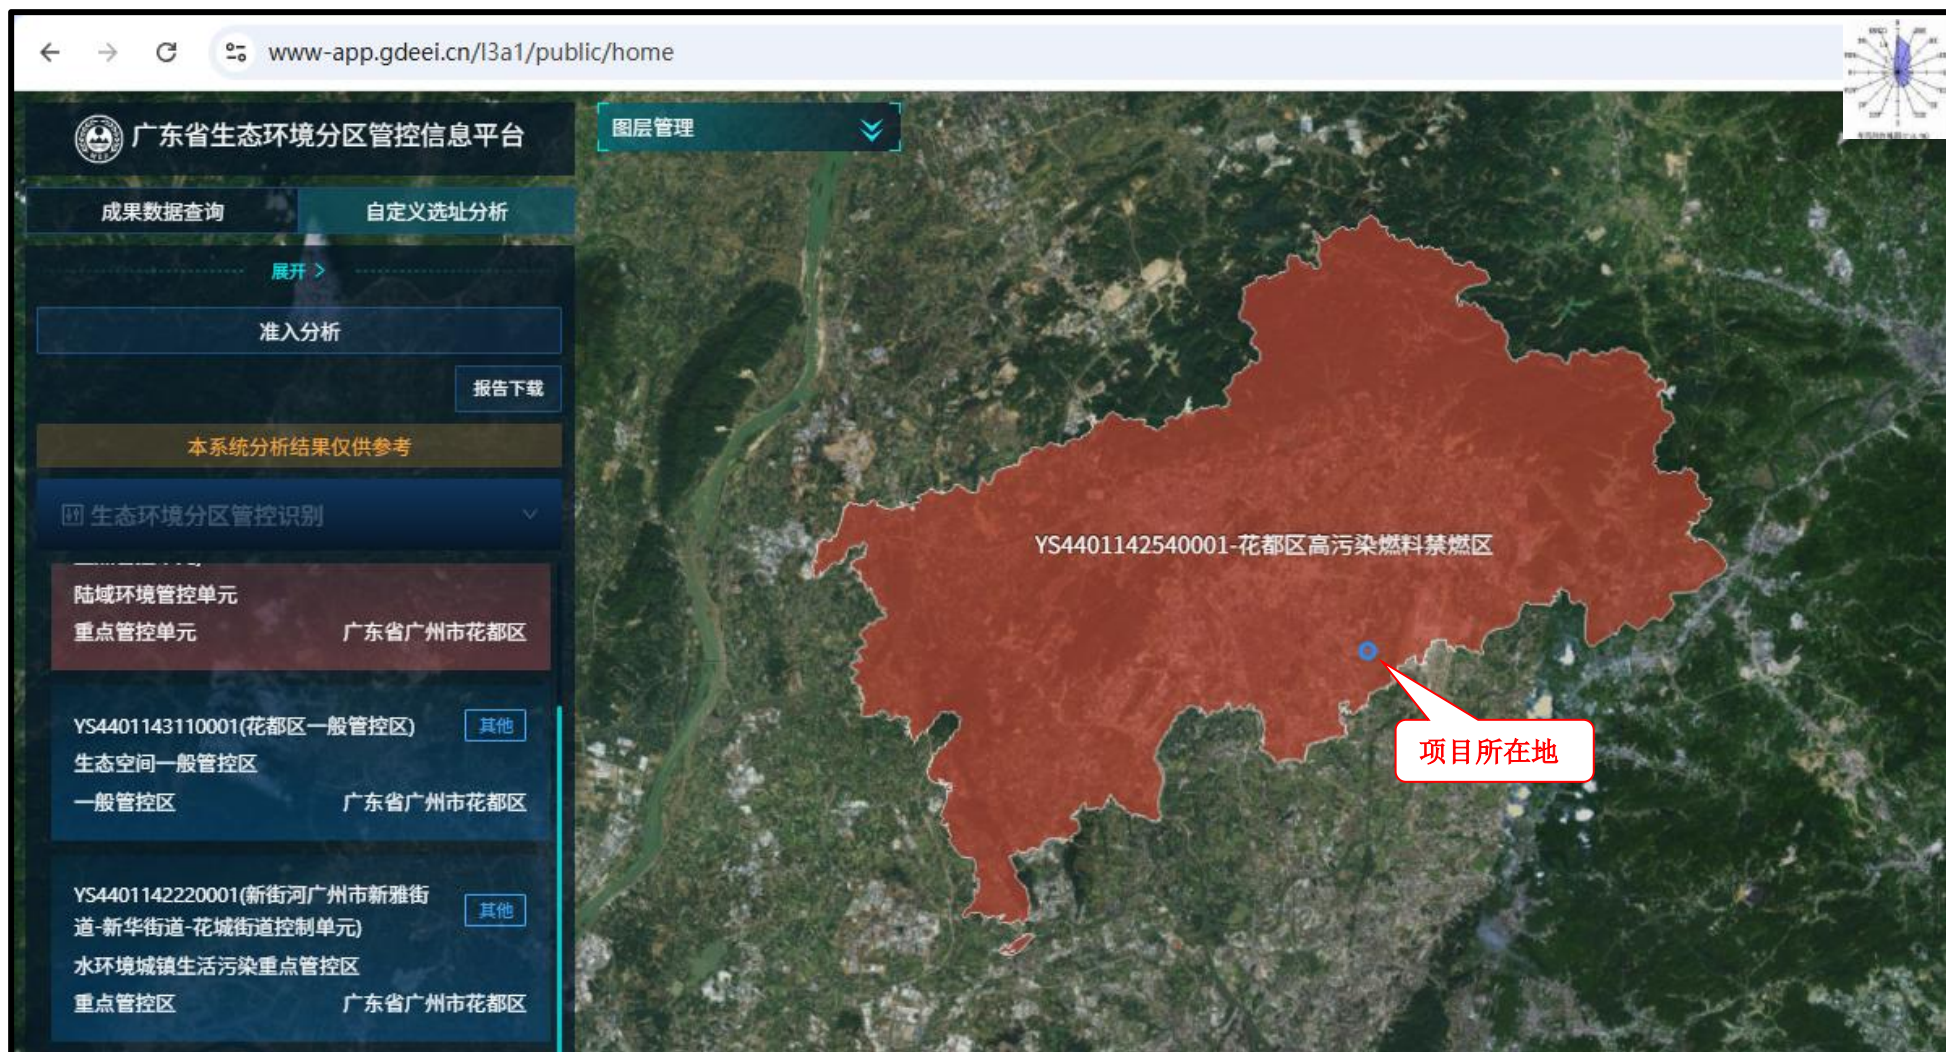 www-app.gdeei.cn/l3a1/public/home
广东省生态环境分区管控信息平台
图层管理
成果数据查询
自定义选址分析
展开 >
准入分析
报告下载
本系统分析结果仅供参考
生态环境分区管控识别
陆域环境管控单元
重点管控单元
广东省广州市花都区
YS4401143110001(花都区一般管控区)
其他
生态空间一般管控区
一般管控区
广东省广州市花都区
YS4401142220001(新街河广州市新雅街
道-新华街道-花城街道控制单元)
其他
水环境城镇生活污染重点管控区
重点管控区
广东省广州市花都区
YS4401142540001-花都区高污染燃料禁燃区
项目所在地